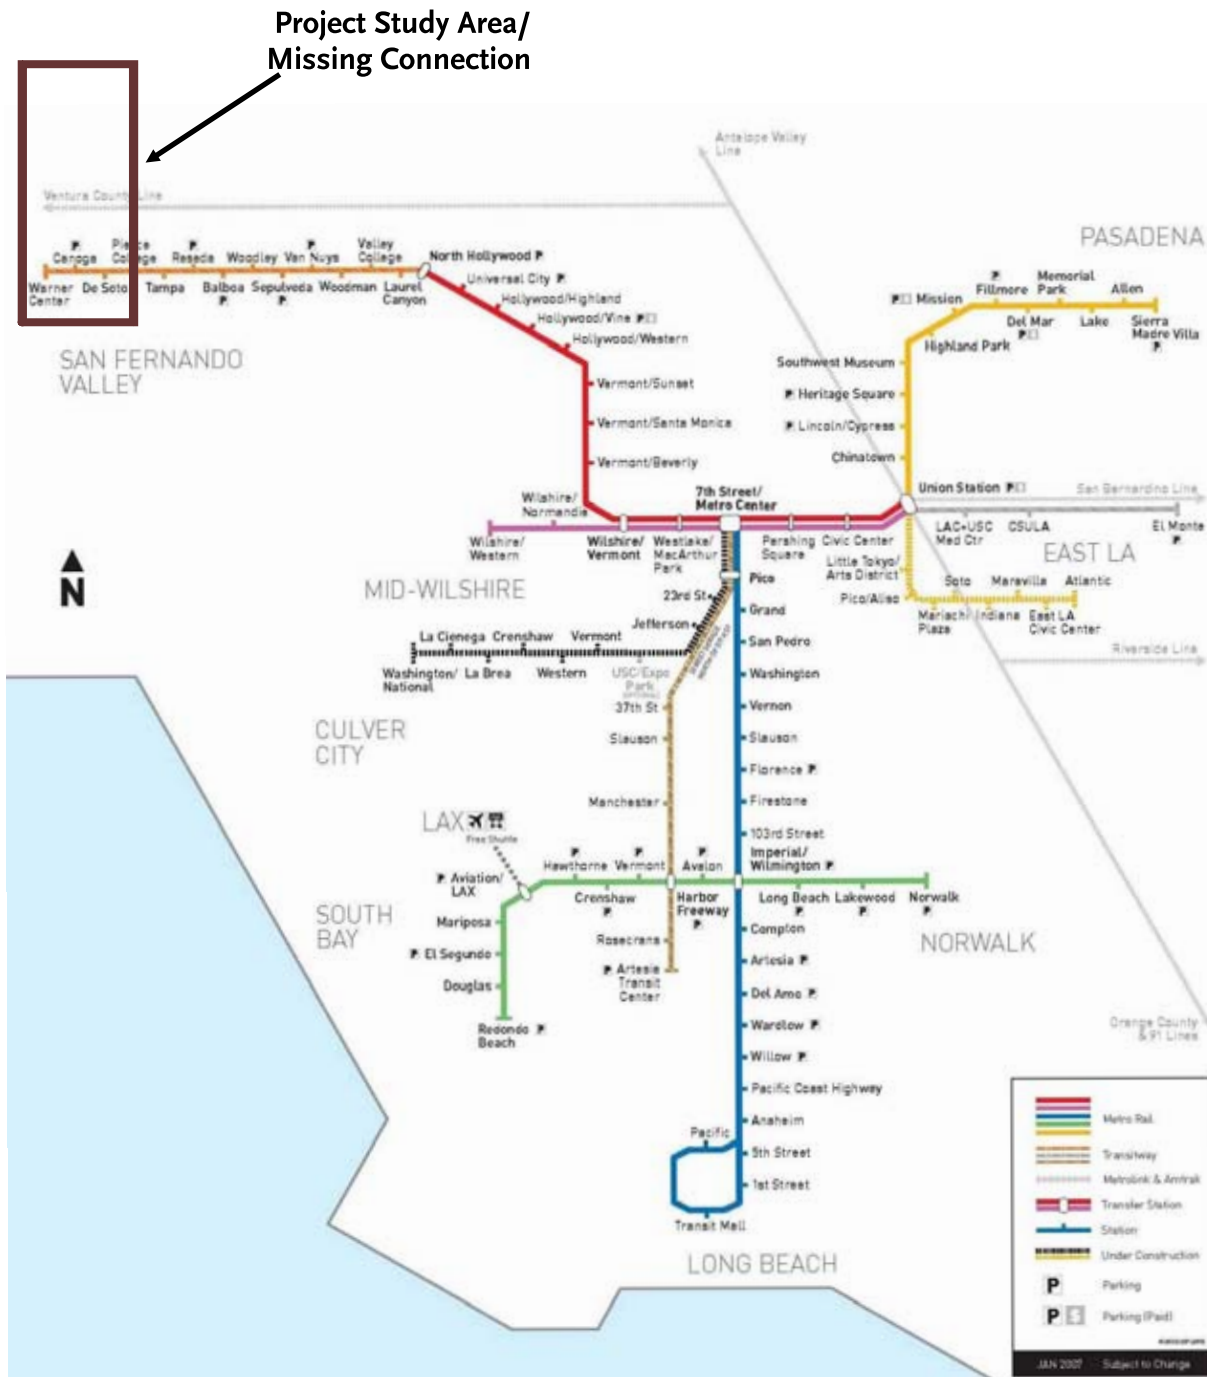 Project Study Area/
Missing Connection
Antelope Valley
Line
Ventura County Line
PASADENA
Canoga P
Pierce
College
Reseda P
Woodley
Van Nuys P
Valley
College
North Hollywood P
Warner
Center
De Soto
Tampa
Balboa
P
Sepulveda
P
Woodman
Laurel
Canyon
Universal City P
Hollywood/Highland
Hollywood/Vine P
Hollywood/Western
SAN FERNANDO
VALLEY
Vermont/Sunset
Vermont/Santa Monica
Vermont/Beverly
P Mission
P
Fillmore
Memorial
Park
Allen
Highland Park
Del Mar
P
Lake
Sierra
Madre Villa
P
Southwest Museum
P Heritage Square
P Lincoln/Cypress
Chinatown
Union Station P
San Bernardino Line
Wilshire/
Normandie
7th Street/
Metro Center
Wilshire/
Western
Wilshire/
Vermont
Westlake/
MacArthur
Park
Pershing
Square
Civic Center
LAC+USC
Med Ctr
CSULA
El Monte
P
EAST LA
Little Tokyo/
Arts District
Pico/Aliso
Soto
Maravilla
Atlantic
Mariachi
Plaza
Indiana
East LA
Civic Center
Riverside Line
N
MID-WILSHIRE
Pico
23rd St
Jefferson
Grand
San Pedro
Washington
Vernon
Slauson
Florence P
Firestone
103rd Street
Imperial/
Wilmington P
La Cienega
Crenshaw
Vermont
Washington/
National
La Brea
Western
USC/Expo
Park
37th St
Slauson
Manchester
CULVER
CITY
LAX
Free Shuttle
P Aviation/
LAX
P
Hawthorne
P
Vermont
P
Avalon
Crenshaw
P
Harbor
Freeway
P
Long Beach
P
Lakewood
P
Norwalk
P
SOUTH
BAY
Mariposa
P El Segundo
Douglas
Redondo P
Beach
Rosecrans
P Artesia
Transit
Center
NORWALK
Compton
Artesia P
Del Amo P
Wardlow P
Willow P
Pacific Coast Highway
Anaheim
Pacific
5th Street
1st Street
Transit Mall
LONG BEACH
Orange County
& 91 Lines
Metro Rail
Transitway
Metrolink & Amtrak
Transfer Station
Station
Under Construction
P Parking
P $ Parking (Paid)
JAN 2007 Subject to Change